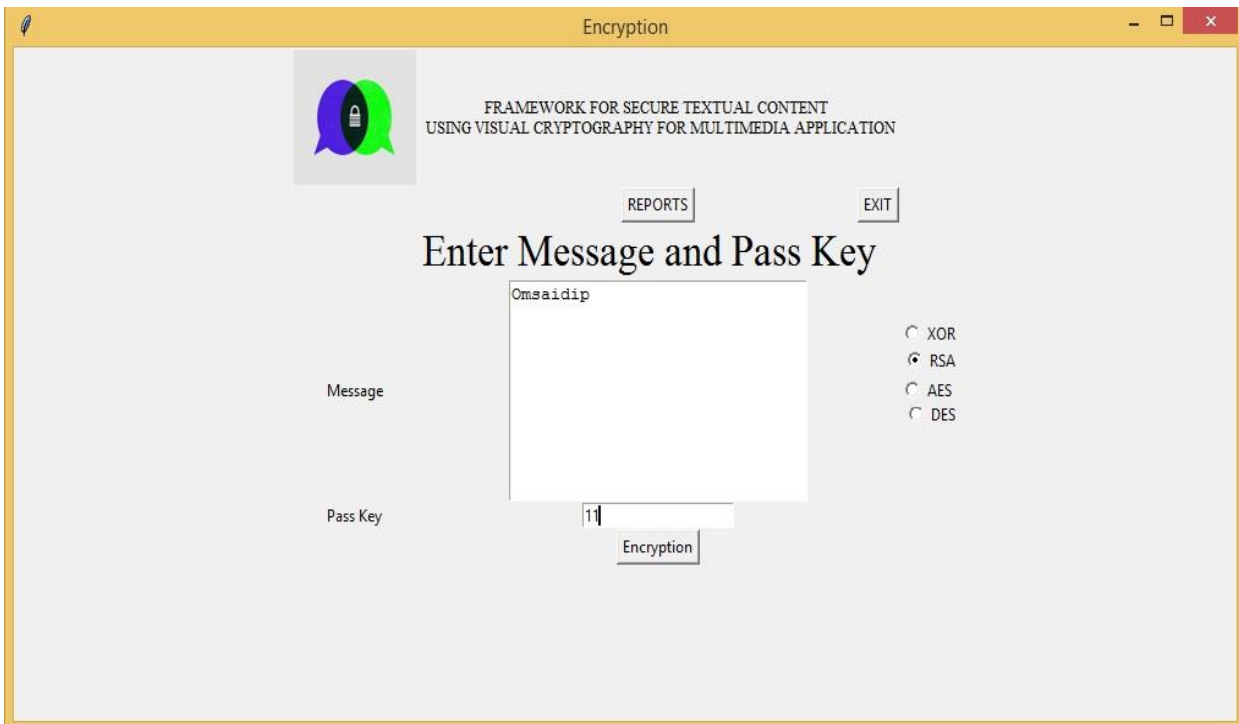 Encryption
FRAMEWORK FOR SECURE TEXTUAL CONTENT
USING VISUAL CRYPTOGRAPHY FOR MULTIMEDIA APPLICATION
REPORTS
EXIT
Enter Message and Pass Key
Omsaidip
XOR
RSA
Message
AES
DES
Pass Key
11
Encryption